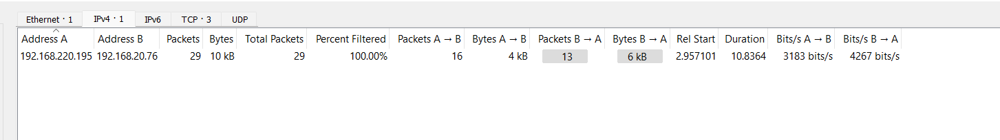 Ethernet · 1 IPv4 · 1 IPv6 TCP · 3 UDP
Address A Address B Packets Bytes Total Packets Percent Filtered Packets A → B Bytes A → B Packets B → A Bytes B → A Rel Start Duration Bits/s A → B Bits/s B → A
192.168.220.195 192.168.20.76 29 10 kB 29 100.00% 16 4 kB 13 6 kB 2.957101 10.8364 3183 bits/s 4267 bits/s